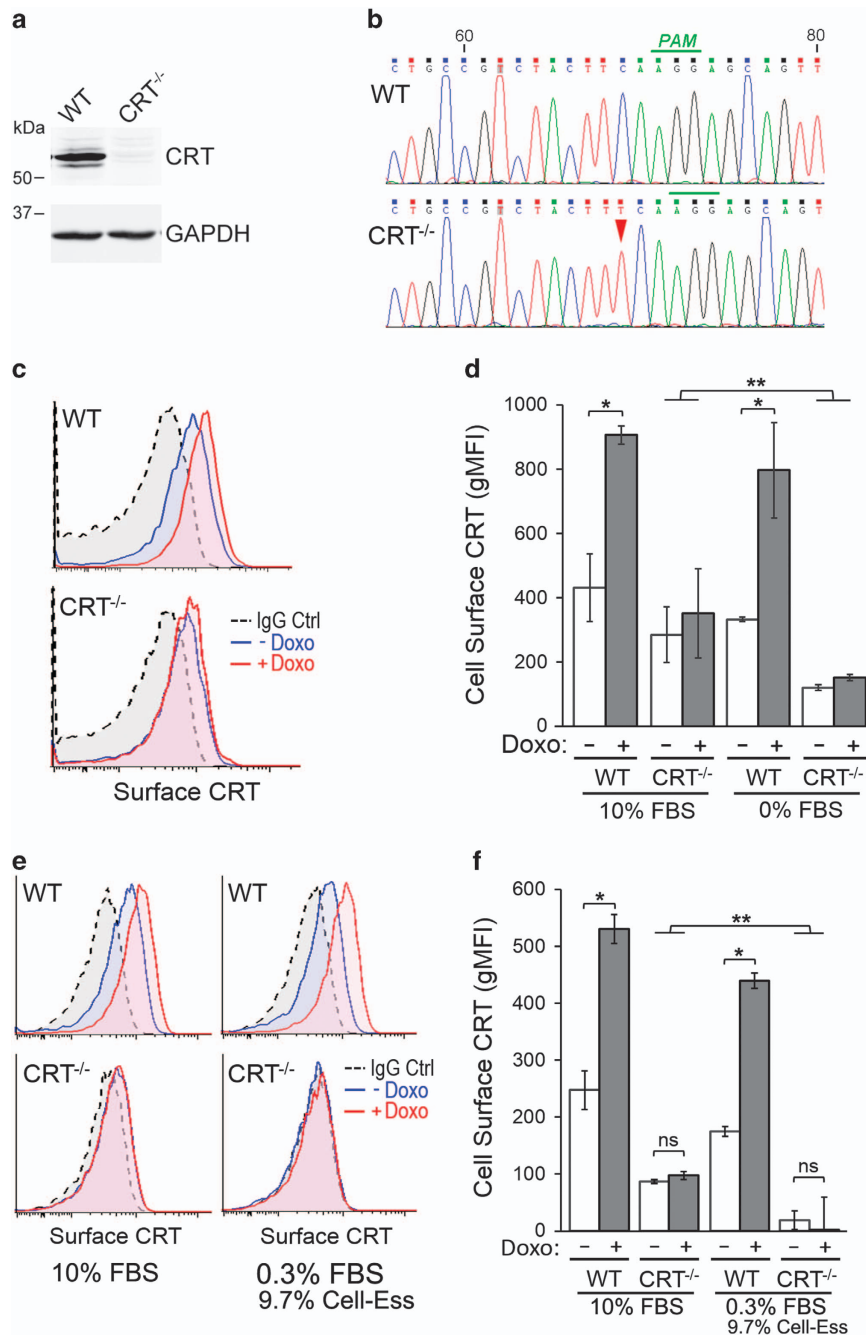 a
WT
CRT-/-
kDa
50–
CRT
37–
GAPDH
b
60
PAM
80
C T G C C G T C T A C T T C A A G G A G C A G T T
WT
C T G C C G T C T A C T T T C A A G G A G C A G T
CRT-/-
c
WT
CRT-/-
IgG Ctrl
- Doxo
+ Doxo
Surface CRT
d
**
*
*
1000
800
600
400
200
0
Cell Surface CRT (gMFI)
Doxo: − + − + − + − +
WT CRT-/- WT CRT-/-
10% FBS 0% FBS
e
WT
WT
CRT-/-
CRT-/-
IgG Ctrl
- Doxo
+ Doxo
Surface CRT
Surface CRT
10% FBS
0.3% FBS
9.7% Cell-Ess
f
**
*
*
ns
ns
600
500
400
300
200
100
0
Cell Surface CRT (gMFI)
Doxo: − + − + − + − +
WT CRT-/- WT CRT-/-
10% FBS 0.3% FBS
9.7% Cell-Ess